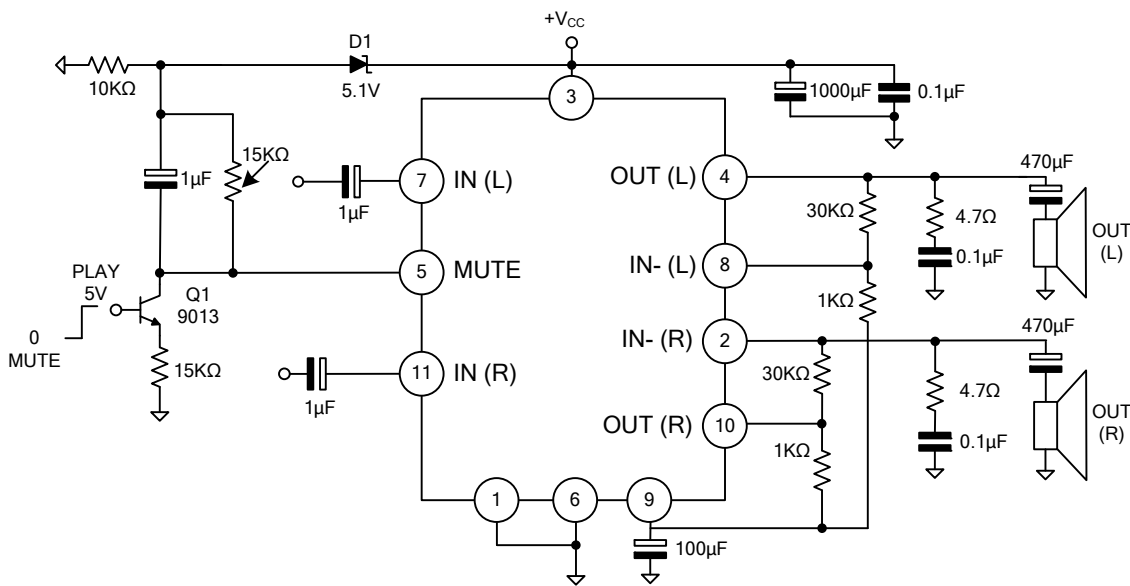 +VCC
D1
5.1V
10KΩ
3
1000µF
0.1µF
15KΩ
1µF
1µF
7
IN (L)
OUT (L)
4
470µF
30KΩ
4.7Ω
0.1µF
OUT
(L)
5
MUTE
IN- (L)
8
1KΩ
PLAY
5V
Q1
9013
0
MUTE
15KΩ
IN- (R)
2
470µF
30KΩ
4.7Ω
0.1µF
OUT
(R)
1µF
11
IN (R)
OUT (R)
10
1KΩ
1
6
9
100µF